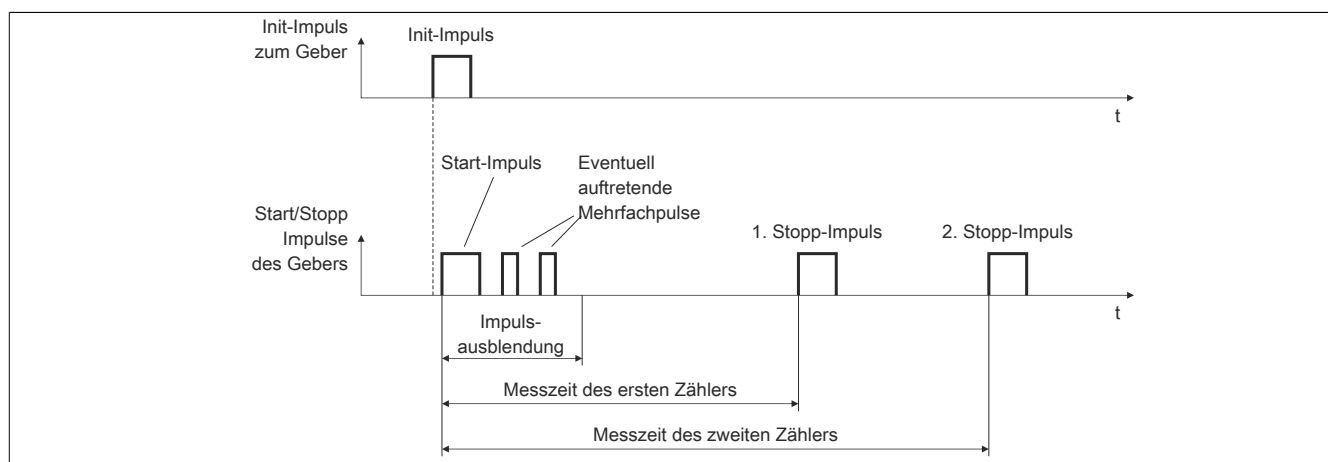 Init-Impuls
zum Geber
Init-Impuls
t
Start-Impuls
Eventuell
auftretende
Mehrfachpulse
Start/Stopp
Impulse
des Gebers
1. Stopp-Impuls
2. Stopp-Impuls
t
Impuls-
ausblendung
Messzeit des ersten Zählers
Messzeit des zweiten Zählers